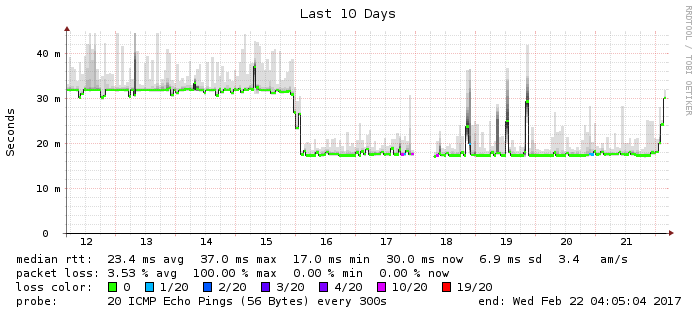 Last 10 Days
RRDTOOL / TOBI OETIKER
Seconds
40 m
30 m
20 m
10 m
0
12 13 14 15 16 17 18 19 20 21
median rtt: 23.4 ms avg 37.0 ms max 17.0 ms min 30.0 ms now 6.9 ms sd 3.4 am/s
packet loss: 3.53 % avg 100.00 % max 0.00 % min 0.00 % now
loss color: 0 1/20 2/20 3/20 4/20 10/20 19/20
probe: 20 ICMP Echo Pings (56 Bytes) every 300s end: Wed Feb 22 04:05:04 2017